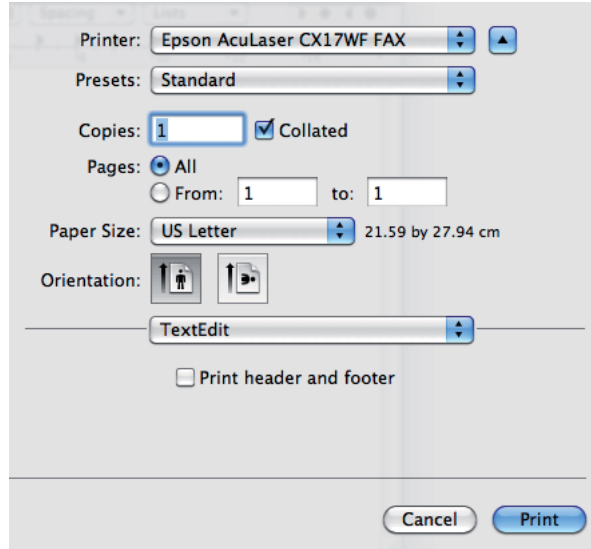 Spacing Lists
Printer: Epson AcuLaser CX17WF FAX
Presets: Standard
Copies: 1 Collated
Pages: All
From: 1 to: 1
Paper Size: US Letter 21.59 by 27.94 cm
Orientation:
TextEdit
Print header and footer
Cancel Print